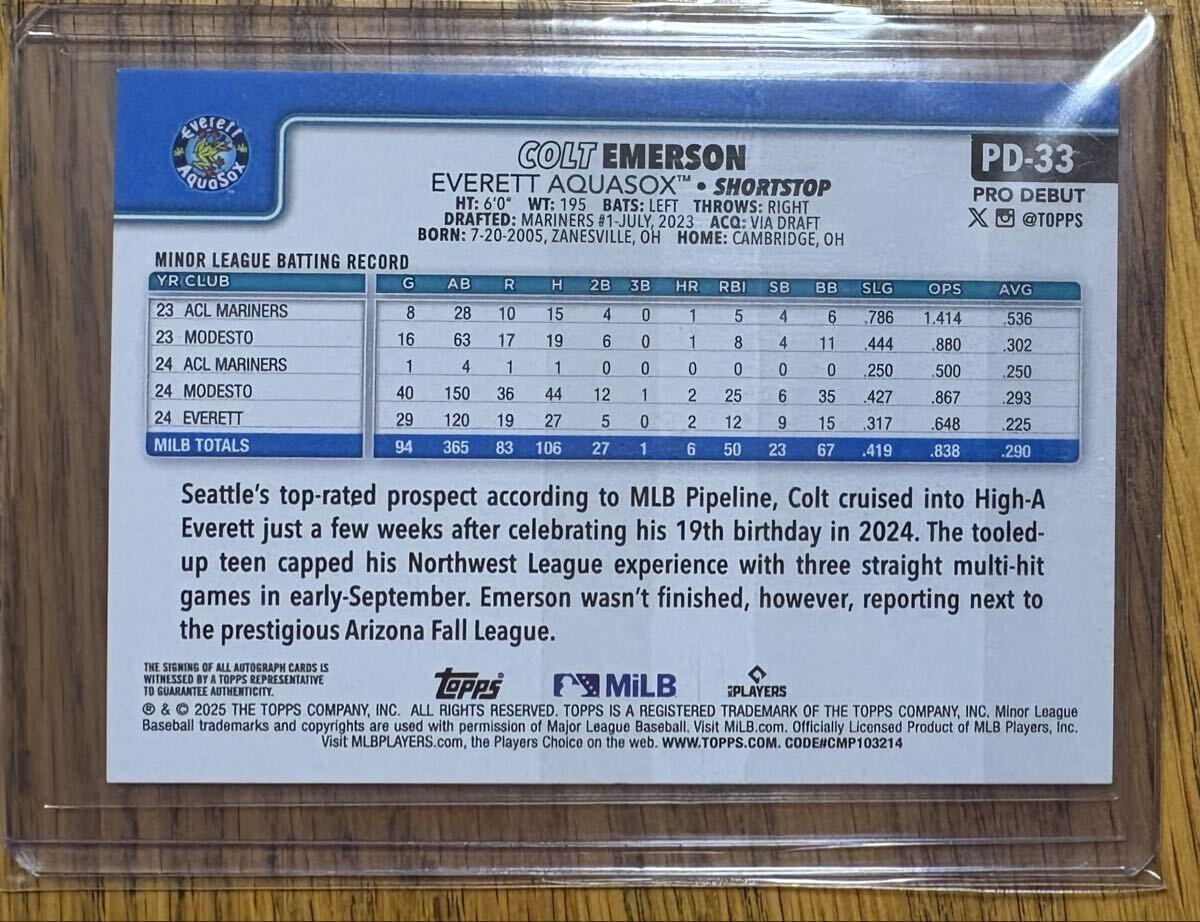 Everett
AquaSox
COLT EMERSON
PD-33
EVERETT AQUASOX™ • SHORTSTOP
PRO DEBUT
HT: 6'0" WT: 195 BATS: LEFT THROWS: RIGHT
@TOPPS
DRAFTED: MARINERS #1-JULY, 2023 ACQ: VIA DRAFT
BORN: 7-20-2005, ZANESVILLE, OH HOME: CAMBRIDGE, OH
MINOR LEAGUE BATTING RECORD
YR CLUB G AB R H 2B 3B HR RBI SB BB SLG OPS AVG
23 ACL MARINERS 8 28 10 15 4 0 1 5 4 6 .786 1.414 .536
23 MODESTO 16 63 17 19 6 0 1 8 4 11 .444 .880 .302
24 ACL MARINERS 1 4 1 1 0 0 0 0 0 0 .250 .500 .250
24 MODESTO 40 150 36 44 12 1 2 25 6 35 .427 .867 .293
24 EVERETT 29 120 19 27 5 0 2 12 9 15 .317 .648 .225
MILB TOTALS 94 365 83 106 27 1 6 50 23 67 .419 .838 .290
Seattle's top-rated prospect according to MLB Pipeline, Colt cruised into High-A
Everett just a few weeks after celebrating his 19th birthday in 2024. The tooled-
up teen capped his Northwest League experience with three straight multi-hit
games in early-September. Emerson wasn't finished, however, reporting next to
the prestigious Arizona Fall League.
THE SIGNING OF ALL AUTOGRAPH CARDS IS
WITNESSED BY A TOPPS REPRESENTATIVE
TO GUARANTEE AUTHENTICITY.
Topps
MiLB
MLB PLAYERS
® & © 2025 THE TOPPS COMPANY, INC. ALL RIGHTS RESERVED. TOPPS IS A REGISTERED TRADEMARK OF THE TOPPS COMPANY, INC. Minor League
Baseball trademarks and copyrights are used with permission of Major League Baseball. Visit MiLB.com. Officially Licensed Product of MLB Players, Inc.
Visit MLBPLAYERS.com, the Players Choice on the web. WWW.TOPPS.COM. CODE#CMP103214